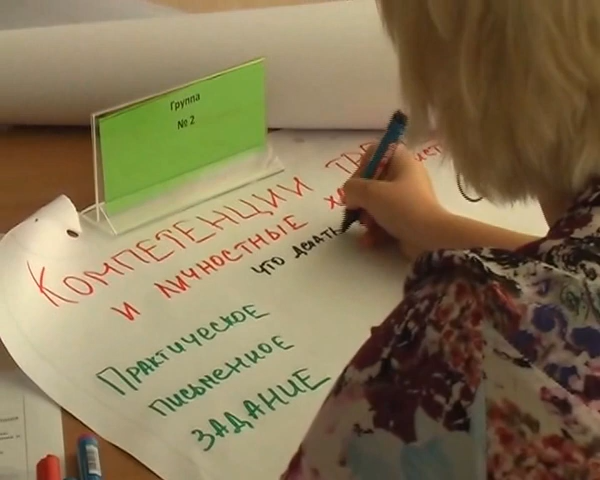 Группа
№ 2
КОМПЕТЕНЦИИ
И ЛИЧНОСТНЫЕ
ЧТО ДЕЛАТЬ
ПРАКТИЧЕСКОЕ
ПИСЬМЕННОЕ
ЗАДАНИЕ